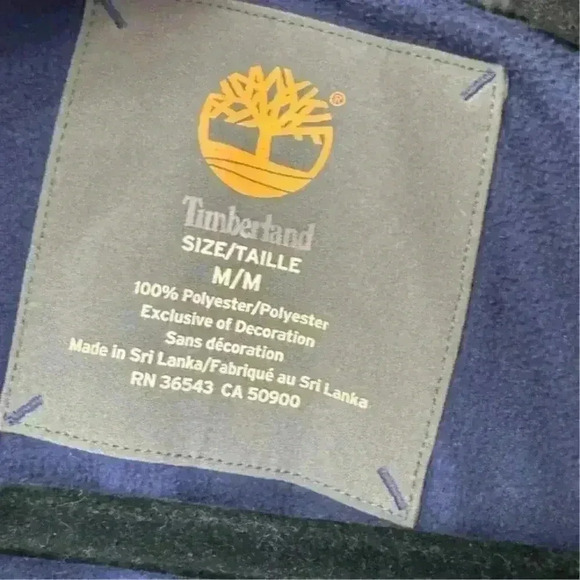 ®
Timberland
SIZE/TAILLE
M/M
100% Polyester/Polyester
Exclusive of Decoration
Sans décoration
Made in Sri Lanka/Fabriqué au Sri Lanka
RN 36543 CA 50900